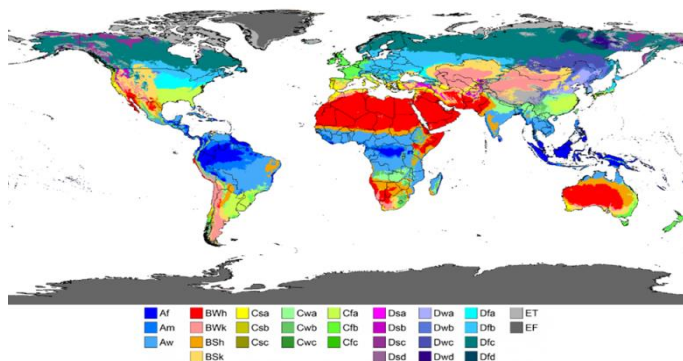 Af BWh Csa Cwa Cfa Dsa Dwa Dfa ET
Am BWk Csb Cwb Cfb Dsb Dwb Dfb EF
Aw BSh Csc Cwc Cfc Dsc Dwc Dfc
BSk Dsd Dwd Dfd